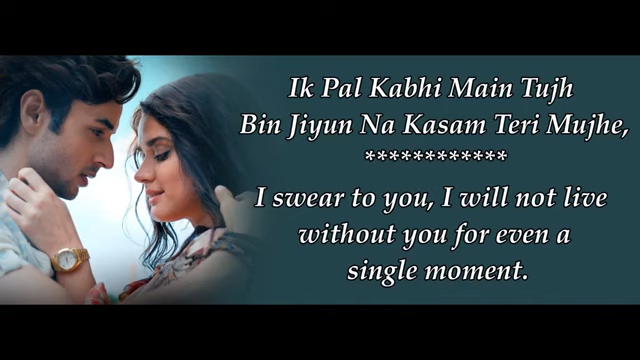 Ik Pal Kabhi Main Tujh
Bin Jiyun Na Kasam Teri Mujhe,
************
I swear to you, I will not live
without you for even a
single moment.